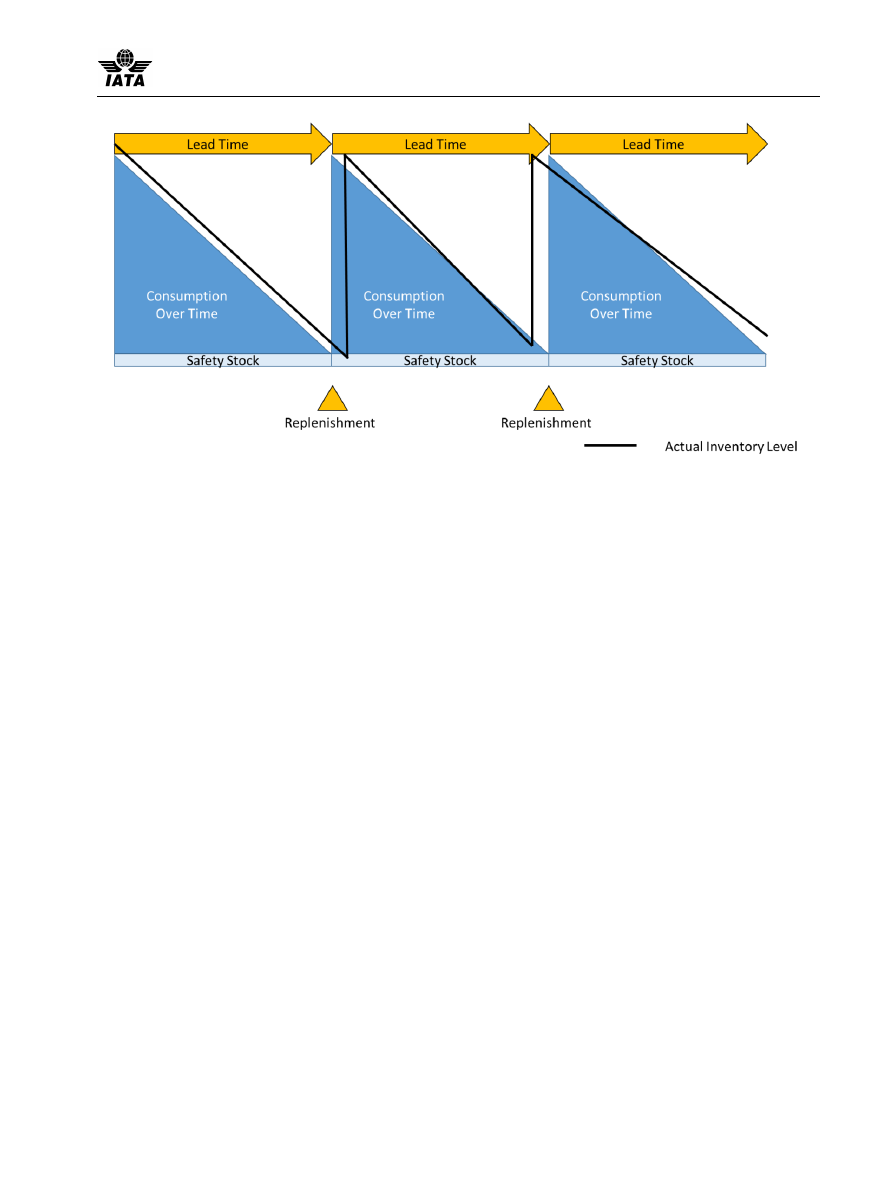 IATA
Lead Time
Lead Time
Lead Time
Consumption
Over Time
Consumption
Over Time
Consumption
Over Time
Safety Stock
Safety Stock
Safety Stock
Replenishment
Replenishment
Actual Inventory Level